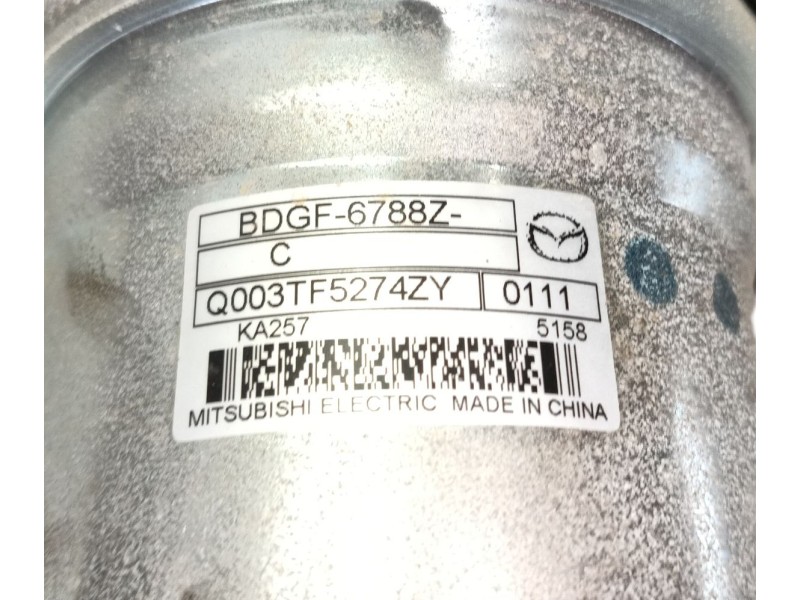 BDGF-6788Z-
C
Q003TF5274ZY 0111
KA257 5158
MITSUBISHI ELECTRIC MADE IN CHINA